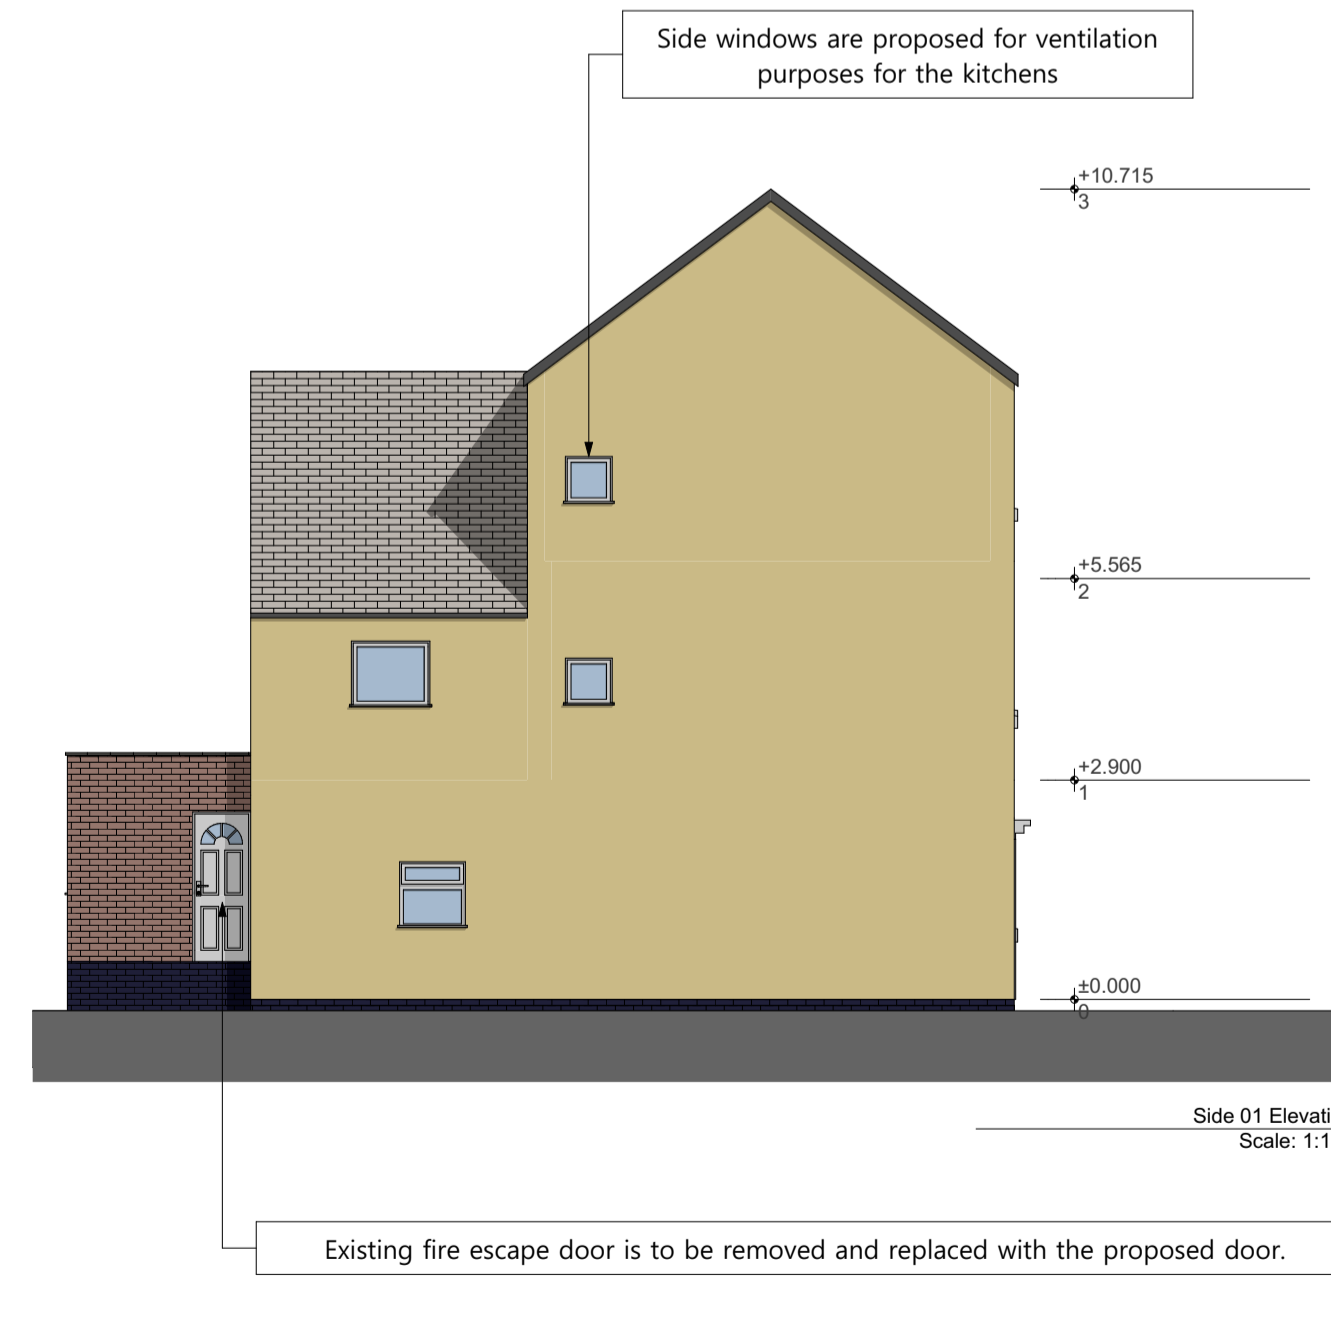 Side windows are proposed for ventilation
purposes for the kitchens
+10.715
3
+5.565
2
+2.900
1
±0.000
0
Side 01 Elevati
Scale: 1:1
Existing fire escape door is to be removed and replaced with the proposed door.